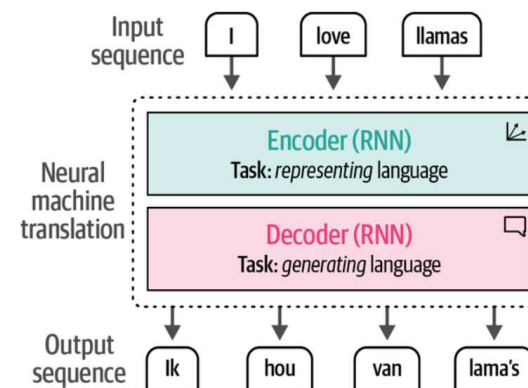 Input
sequence
I
love
llamas
Neural
machine
translation
Encoder (RNN)
Task: representing language
Decoder (RNN)
Task: generating language
Output
sequence
Ik
hou
van
lama's